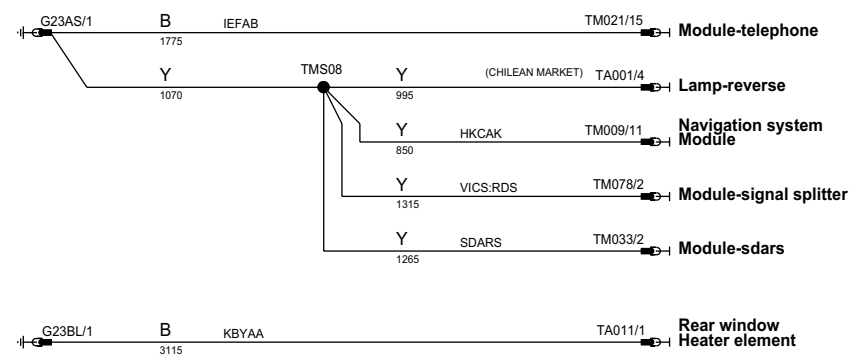 G23AS/1 B IEFAB TM021/15 Module-telephone
1775
Y TMS08 Y (CHILEAN MARKET) TA001/4 Lamp-reverse
1070 995
Y HKCAK TM009/11 Navigation system
Module
850
Y VICS:RDS TM078/2 Module-signal splitter
1315
Y SDARS TM033/2 Module-sdars
1265
G23BL/1 B KBYAA TA011/1 Rear window
Heater element
3115